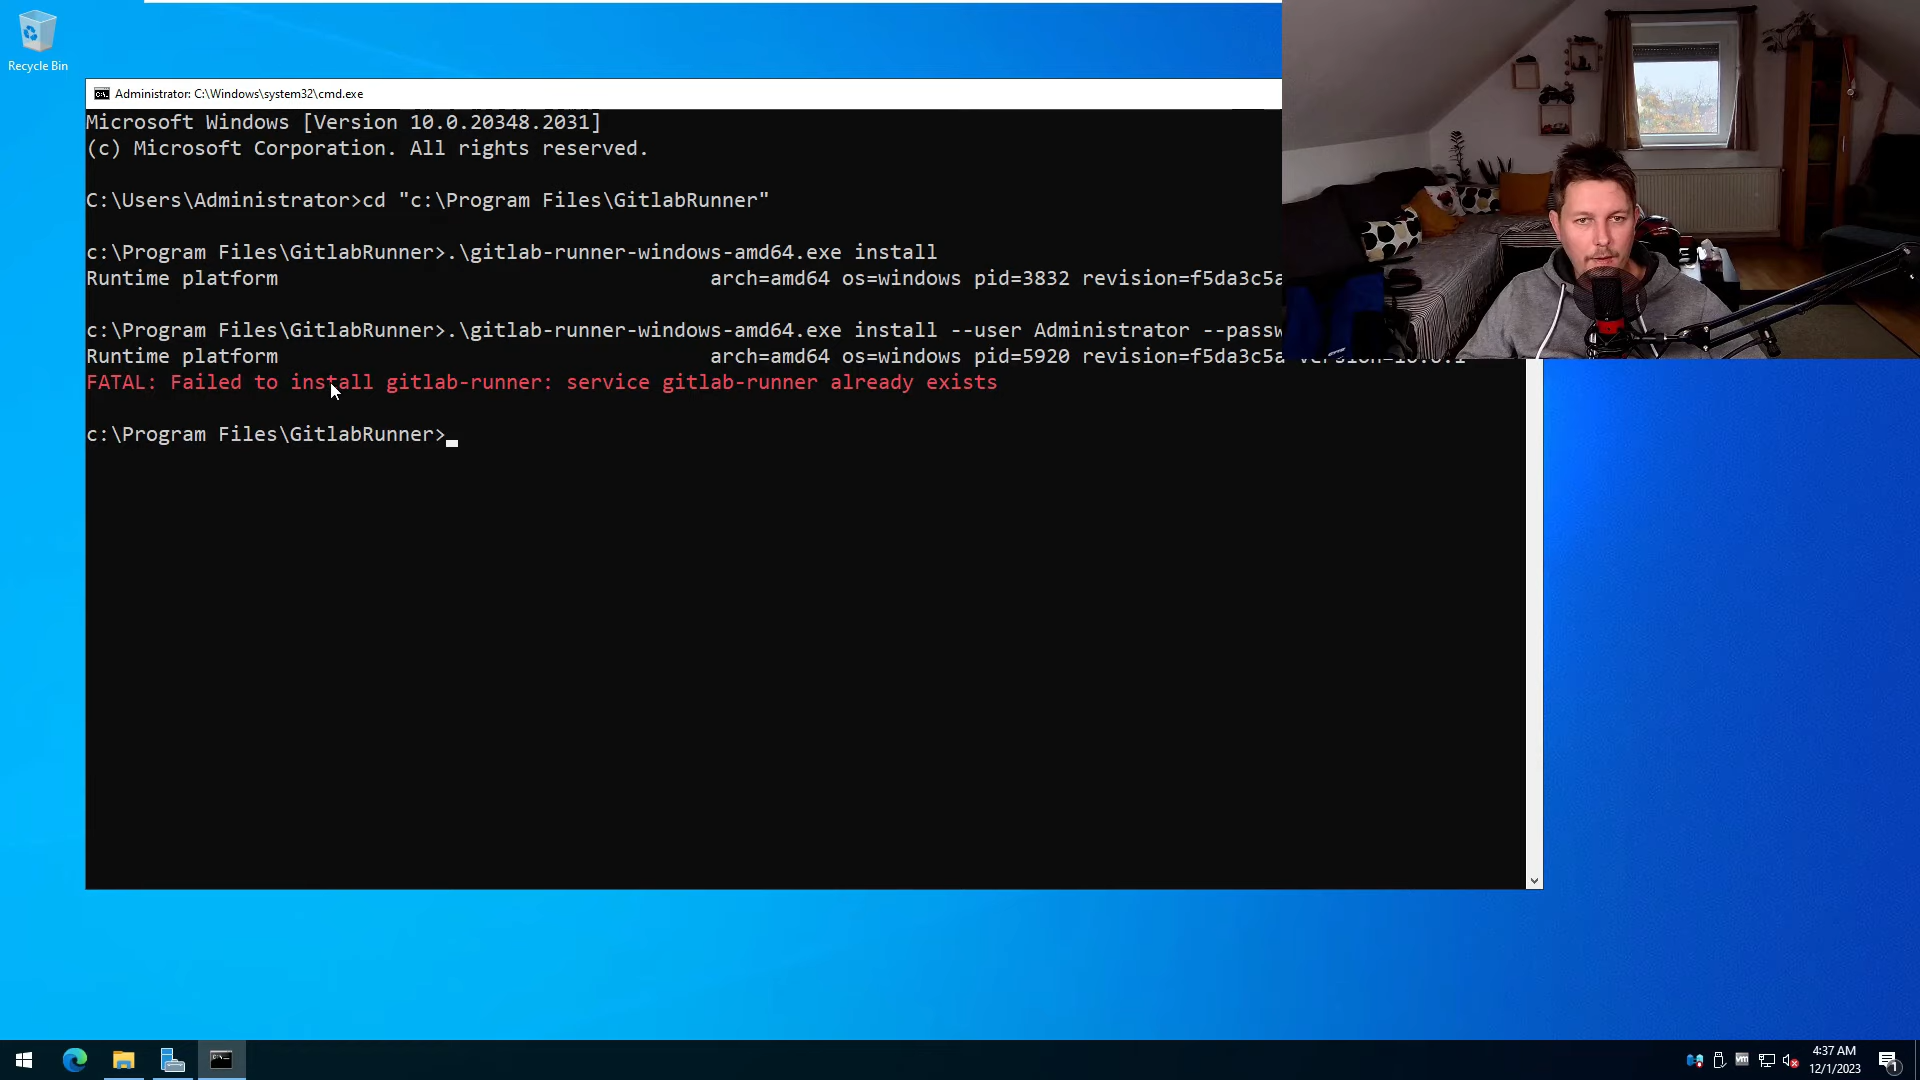 Recycle Bin
Administrator: C:\Windows\system32\cmd.exe
Microsoft Windows [Version 10.0.20348.2031]
(c) Microsoft Corporation. All rights reserved.
C:\Users\Administrator>cd "c:\Program Files\GitlabRunner"
c:\Program Files\GitlabRunner>.\gitlab-runner-windows-amd64.exe install
Runtime platform arch=amd64 os=windows pid=3832 revision=f5da3c5a
c:\Program Files\GitlabRunner>.\gitlab-runner-windows-amd64.exe install --user Administrator --passw
Runtime platform arch=amd64 os=windows pid=5920 revision=f5da3c5a
FATAL: Failed to install gitlab-runner: service gitlab-runner already exists
c:\Program Files\GitlabRunner>
4:37 AM
12/1/2023
1